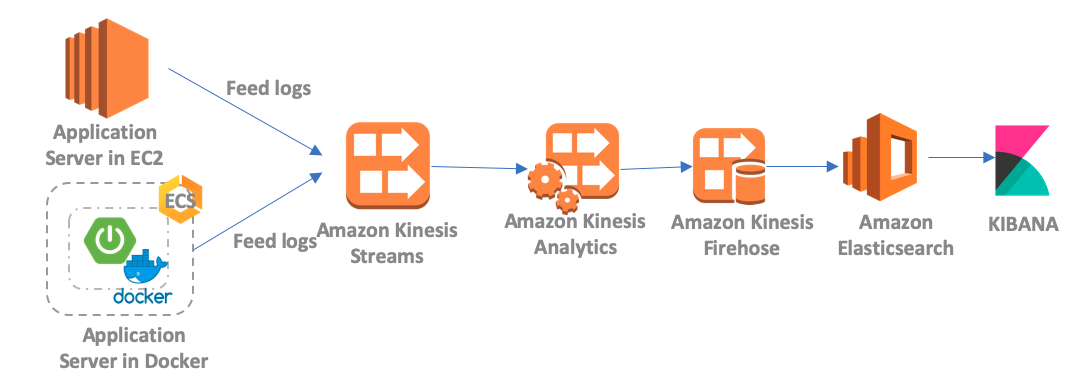 Application
Server in EC2
Feed logs
ECS
docker
Application
Server in Docker
Feed logs
Amazon Kinesis
Streams
Amazon Kinesis
Analytics
Amazon Kinesis
Firehose
Amazon
Elasticsearch
KIBANA